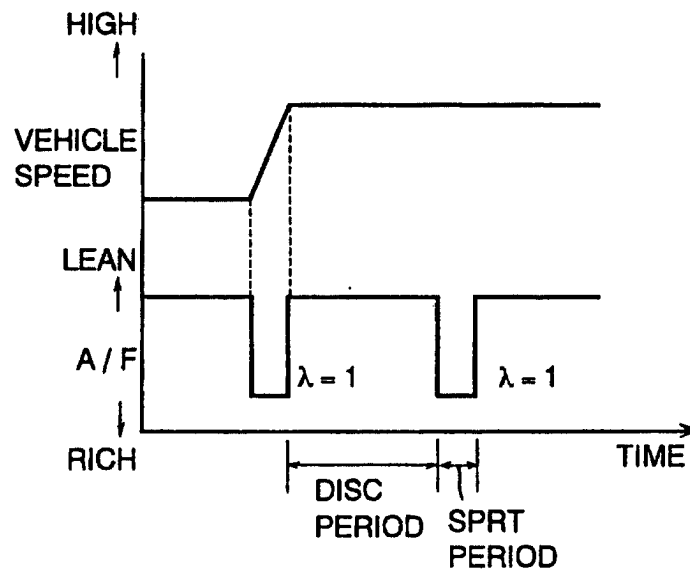 HIGH
VEHICLE
SPEED
LEAN
A / F
λ = 1
λ = 1
RICH
TIME
DISC
PERIOD
SPRT
PERIOD